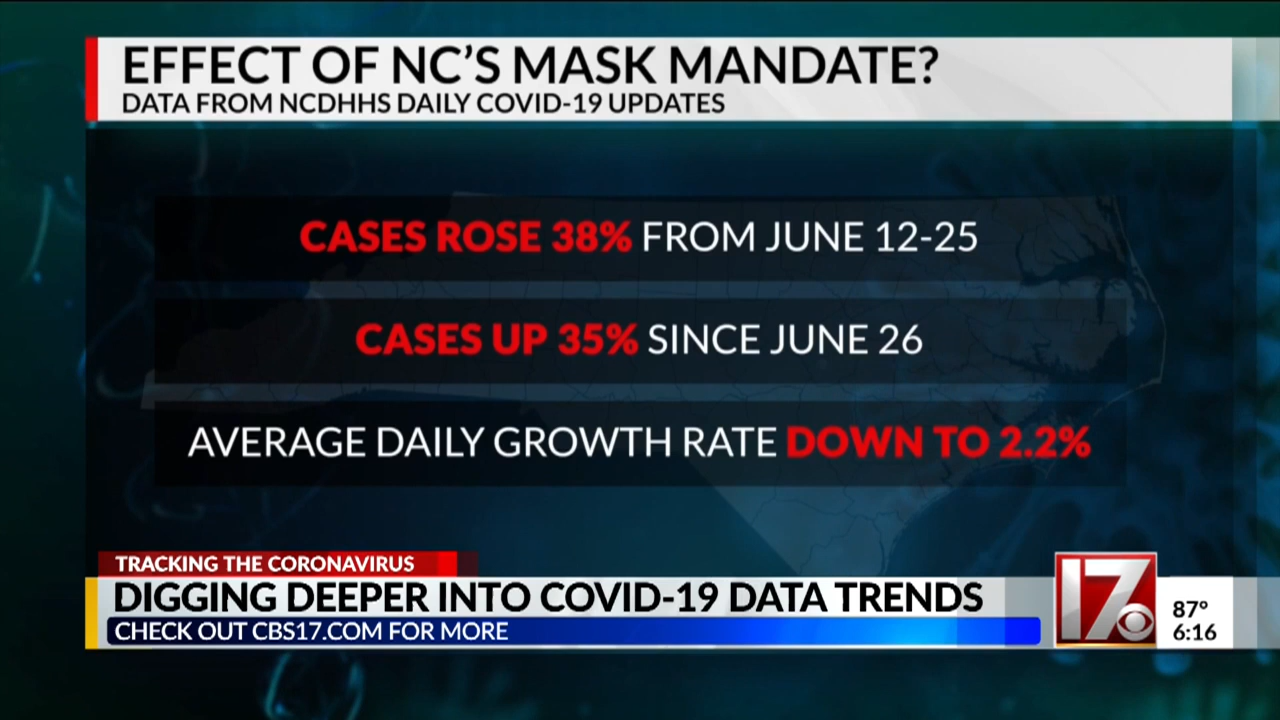 EFFECT OF NC'S MASK MANDATE?
DATA FROM NCDHHS DAILY COVID-19 UPDATES
CASES ROSE 38% FROM JUNE 12-25
CASES UP 35% SINCE JUNE 26
AVERAGE DAILY GROWTH RATE DOWN TO 2.2%
TRACKING THE CORONAVIRUS
DIGGING DEEPER INTO COVID-19 DATA TRENDS
CHECK OUT CBS17.COM FOR MORE
17
87°
6:16